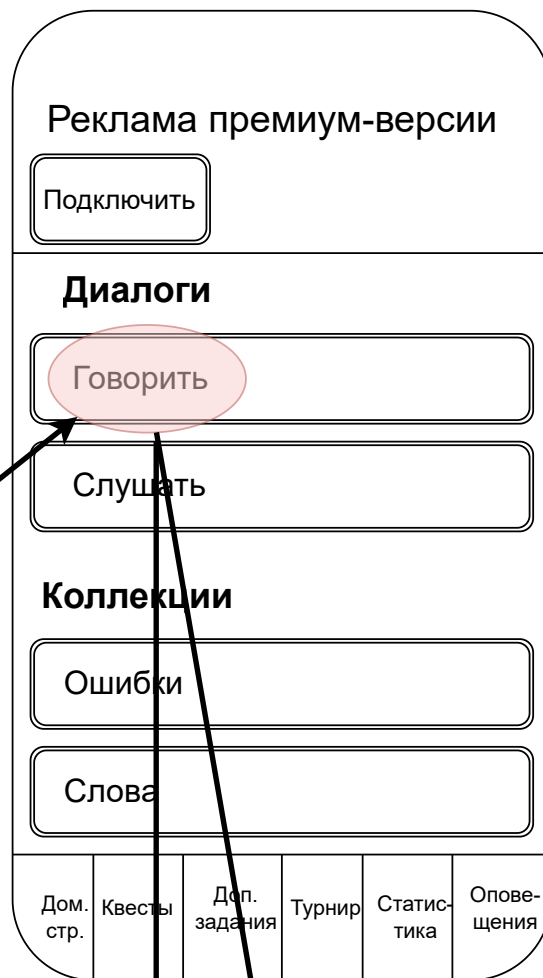 Реклама премиум-версии
Подключить
Диалоги
Говорить
Слушать
Коллекции
Ошибки
Слова
Дом.
стр.
Квесты
Доп.
задания
Турнир
Статис-
тика
Опове-
щения